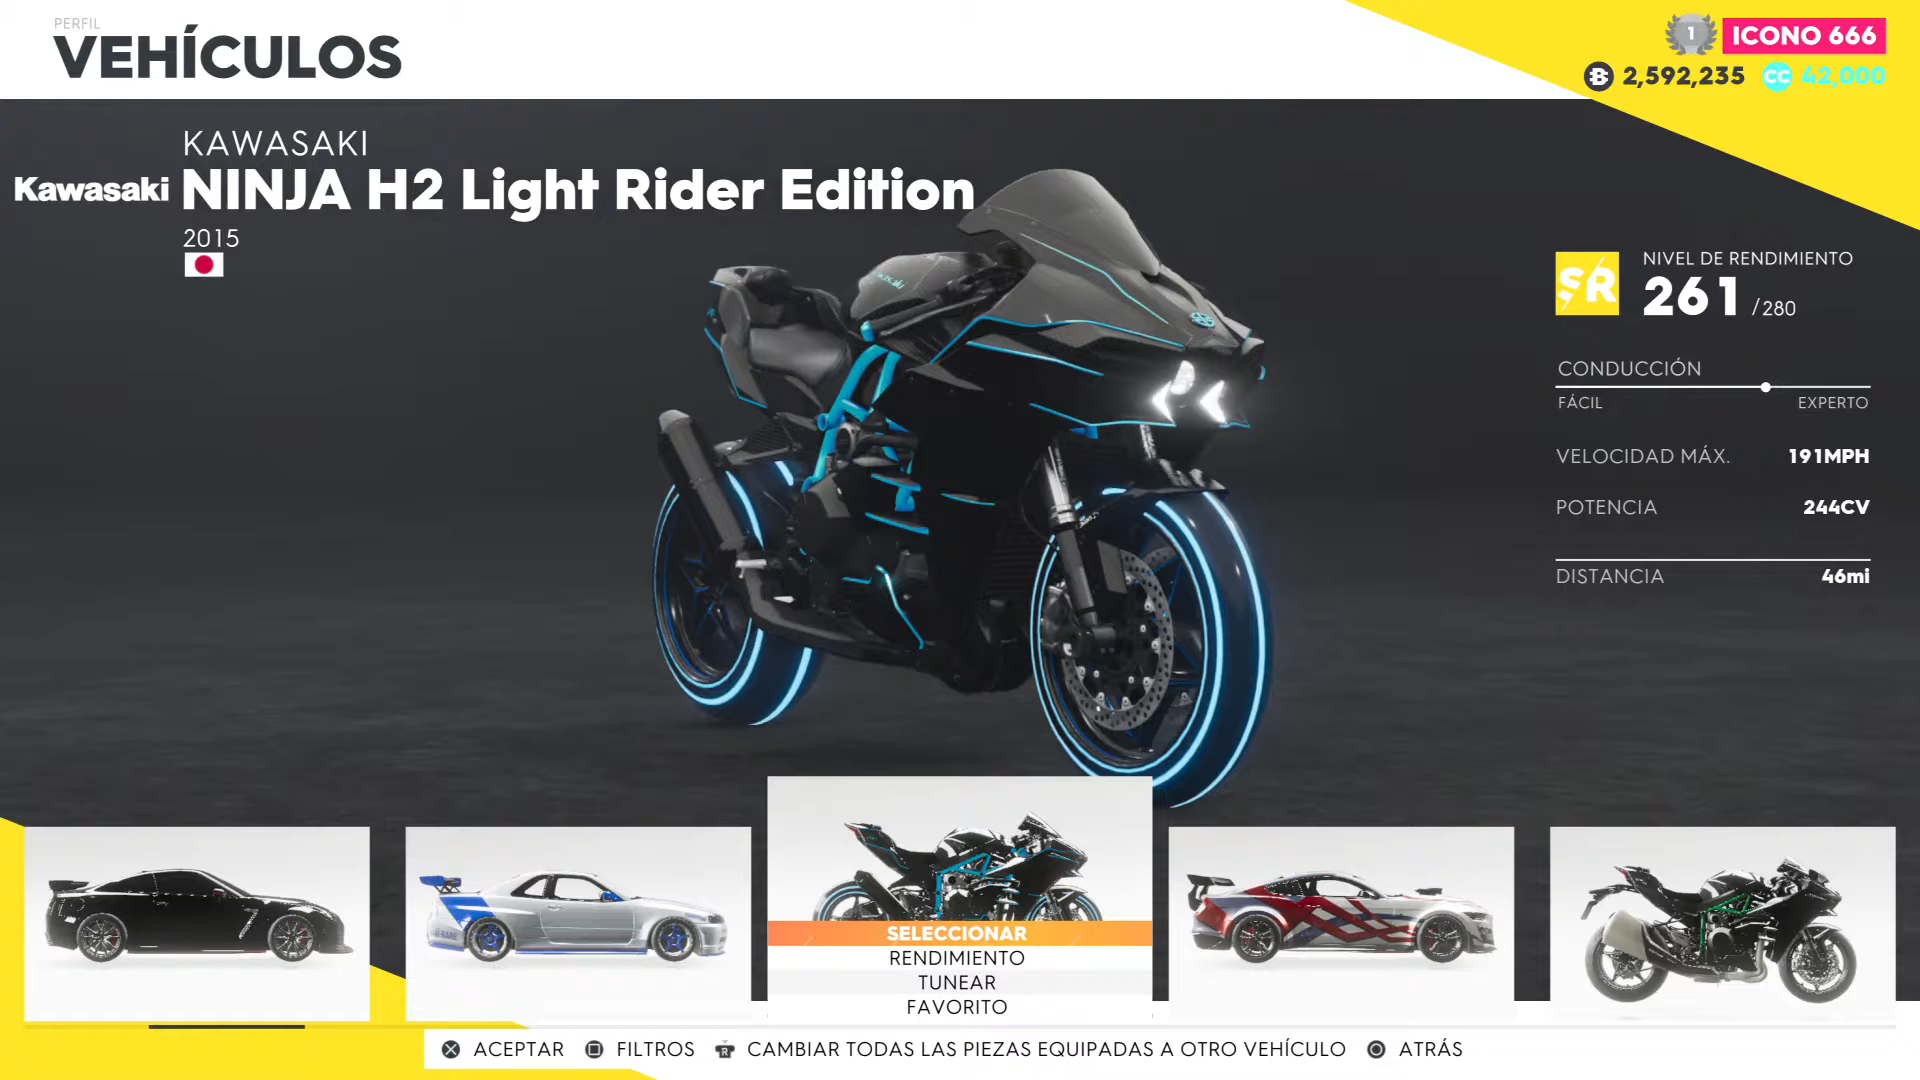 PERFIL
VEHÍCULOS
1
ICONO 666
2,592,235
CC 42,000
KAWASAKI
Kawasaki
NINJA H2 Light Rider Edition
2015
SR
NIVEL DE RENDIMIENTO
261 /280
CONDUCCIÓN
FÁCIL
EXPERTO
VELOCIDAD MÁX. 191MPH
POTENCIA 244CV
DISTANCIA 46mi
SELECCIONAR
RENDIMIENTO
TUNEAR
FAVORITO
ACEPTAR FILTROS R CAMBIAR TODAS LAS PIEZAS EQUIPADAS A OTRO VEHÍCULO ATRÁS